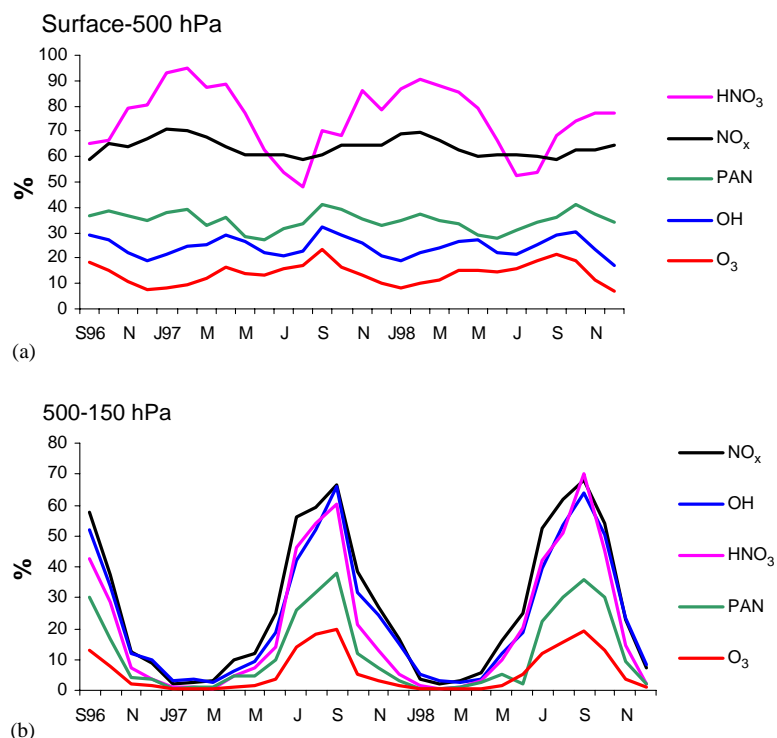 Surface-500 hPa
100
90
80
70
60
50
40
30
20
10
0
%
S96 N J97 M M J S N J98 M M J S N
HNO₃
NOₓ
PAN
OH
O₃
(a)
500-150 hPa
80
70
60
50
40
30
20
10
0
%
S96 N J97 M M J S N J98 M M J S N
NOₓ
OH
HNO₃
PAN
O₃
(b)